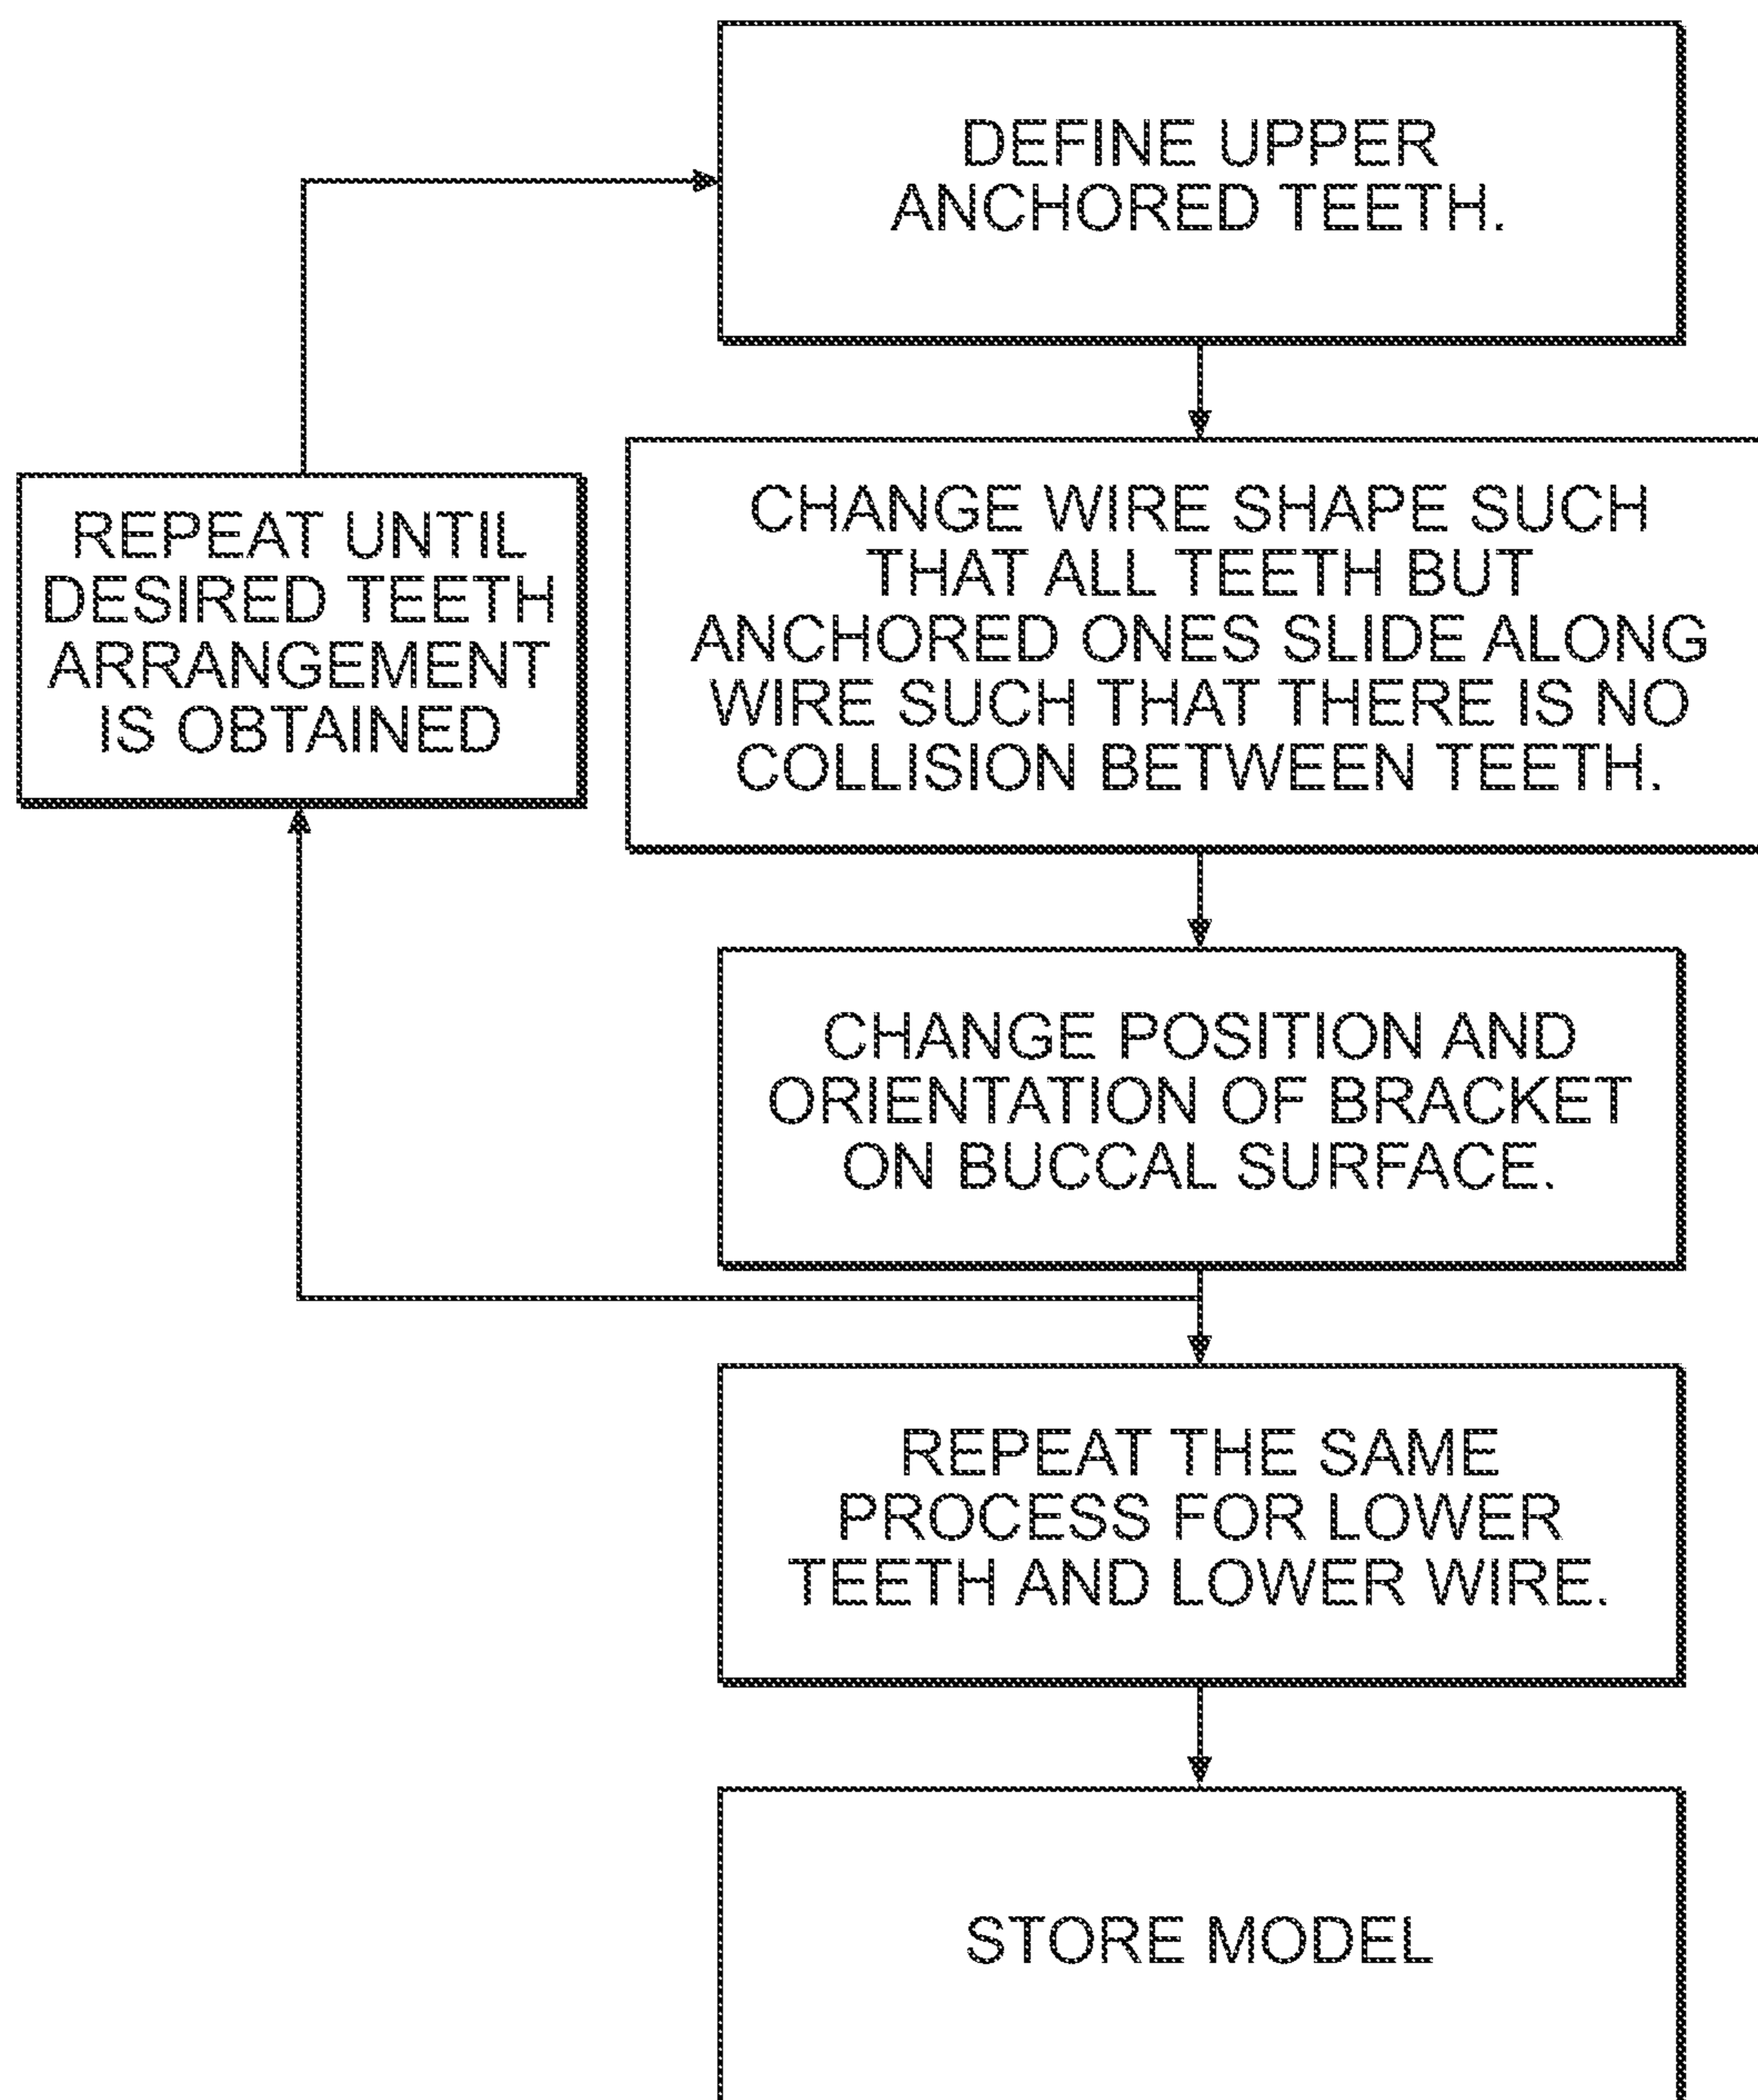 DEFINE UPPER
ANCHORED TEETH.
REPEAT UNTIL
DESIRED TEETH
ARRANGEMENT
IS OBTAINED
CHANGE WIRE SHAPE SUCH
THAT ALL TEETH BUT
ANCHORED ONES SLIDE ALONG
WIRE SUCH THAT THERE IS NO
COLLISION BETWEEN TEETH.
CHANGE POSITION AND
ORIENTATION OF BRACKET
ON BUCCAL SURFACE.
REPEAT THE SAME
PROCESS FOR LOWER
TEETH AND LOWER WIRE.
STORE MODEL